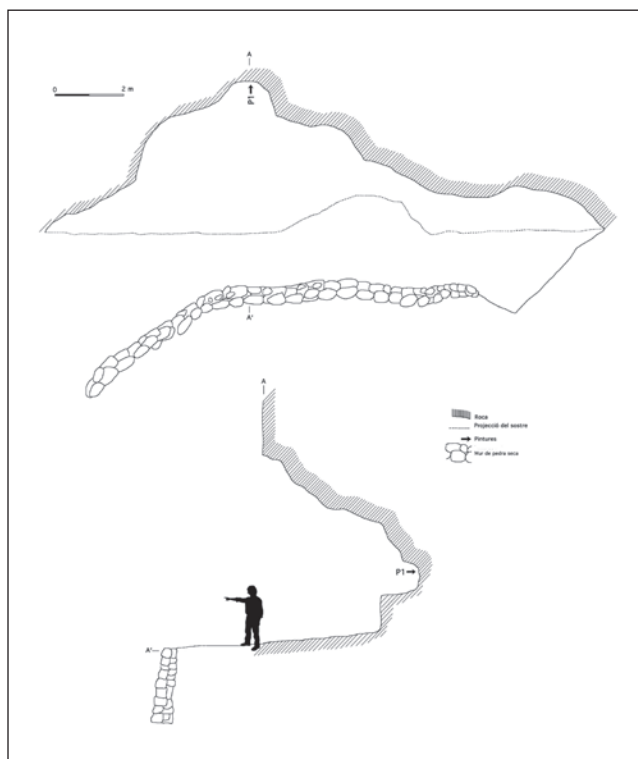 A
0 2 m
P1
A'
A
Roca
Projecció del sostre
Pintures
Mur de pedra seca
P1
A'